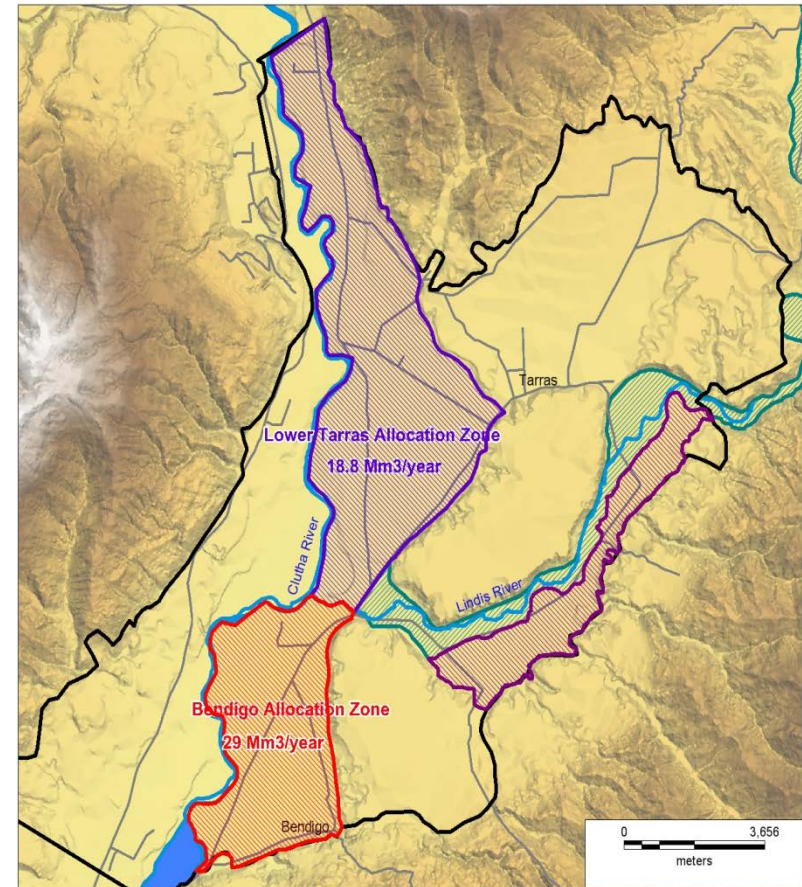 Tarras
Lower Tarras Allocation Zone
18.8 Mm3/year
Clutha River
Lindis River
Bendigo Allocation Zone
29 Mm3/year
Bendigo
0 3,656
meters